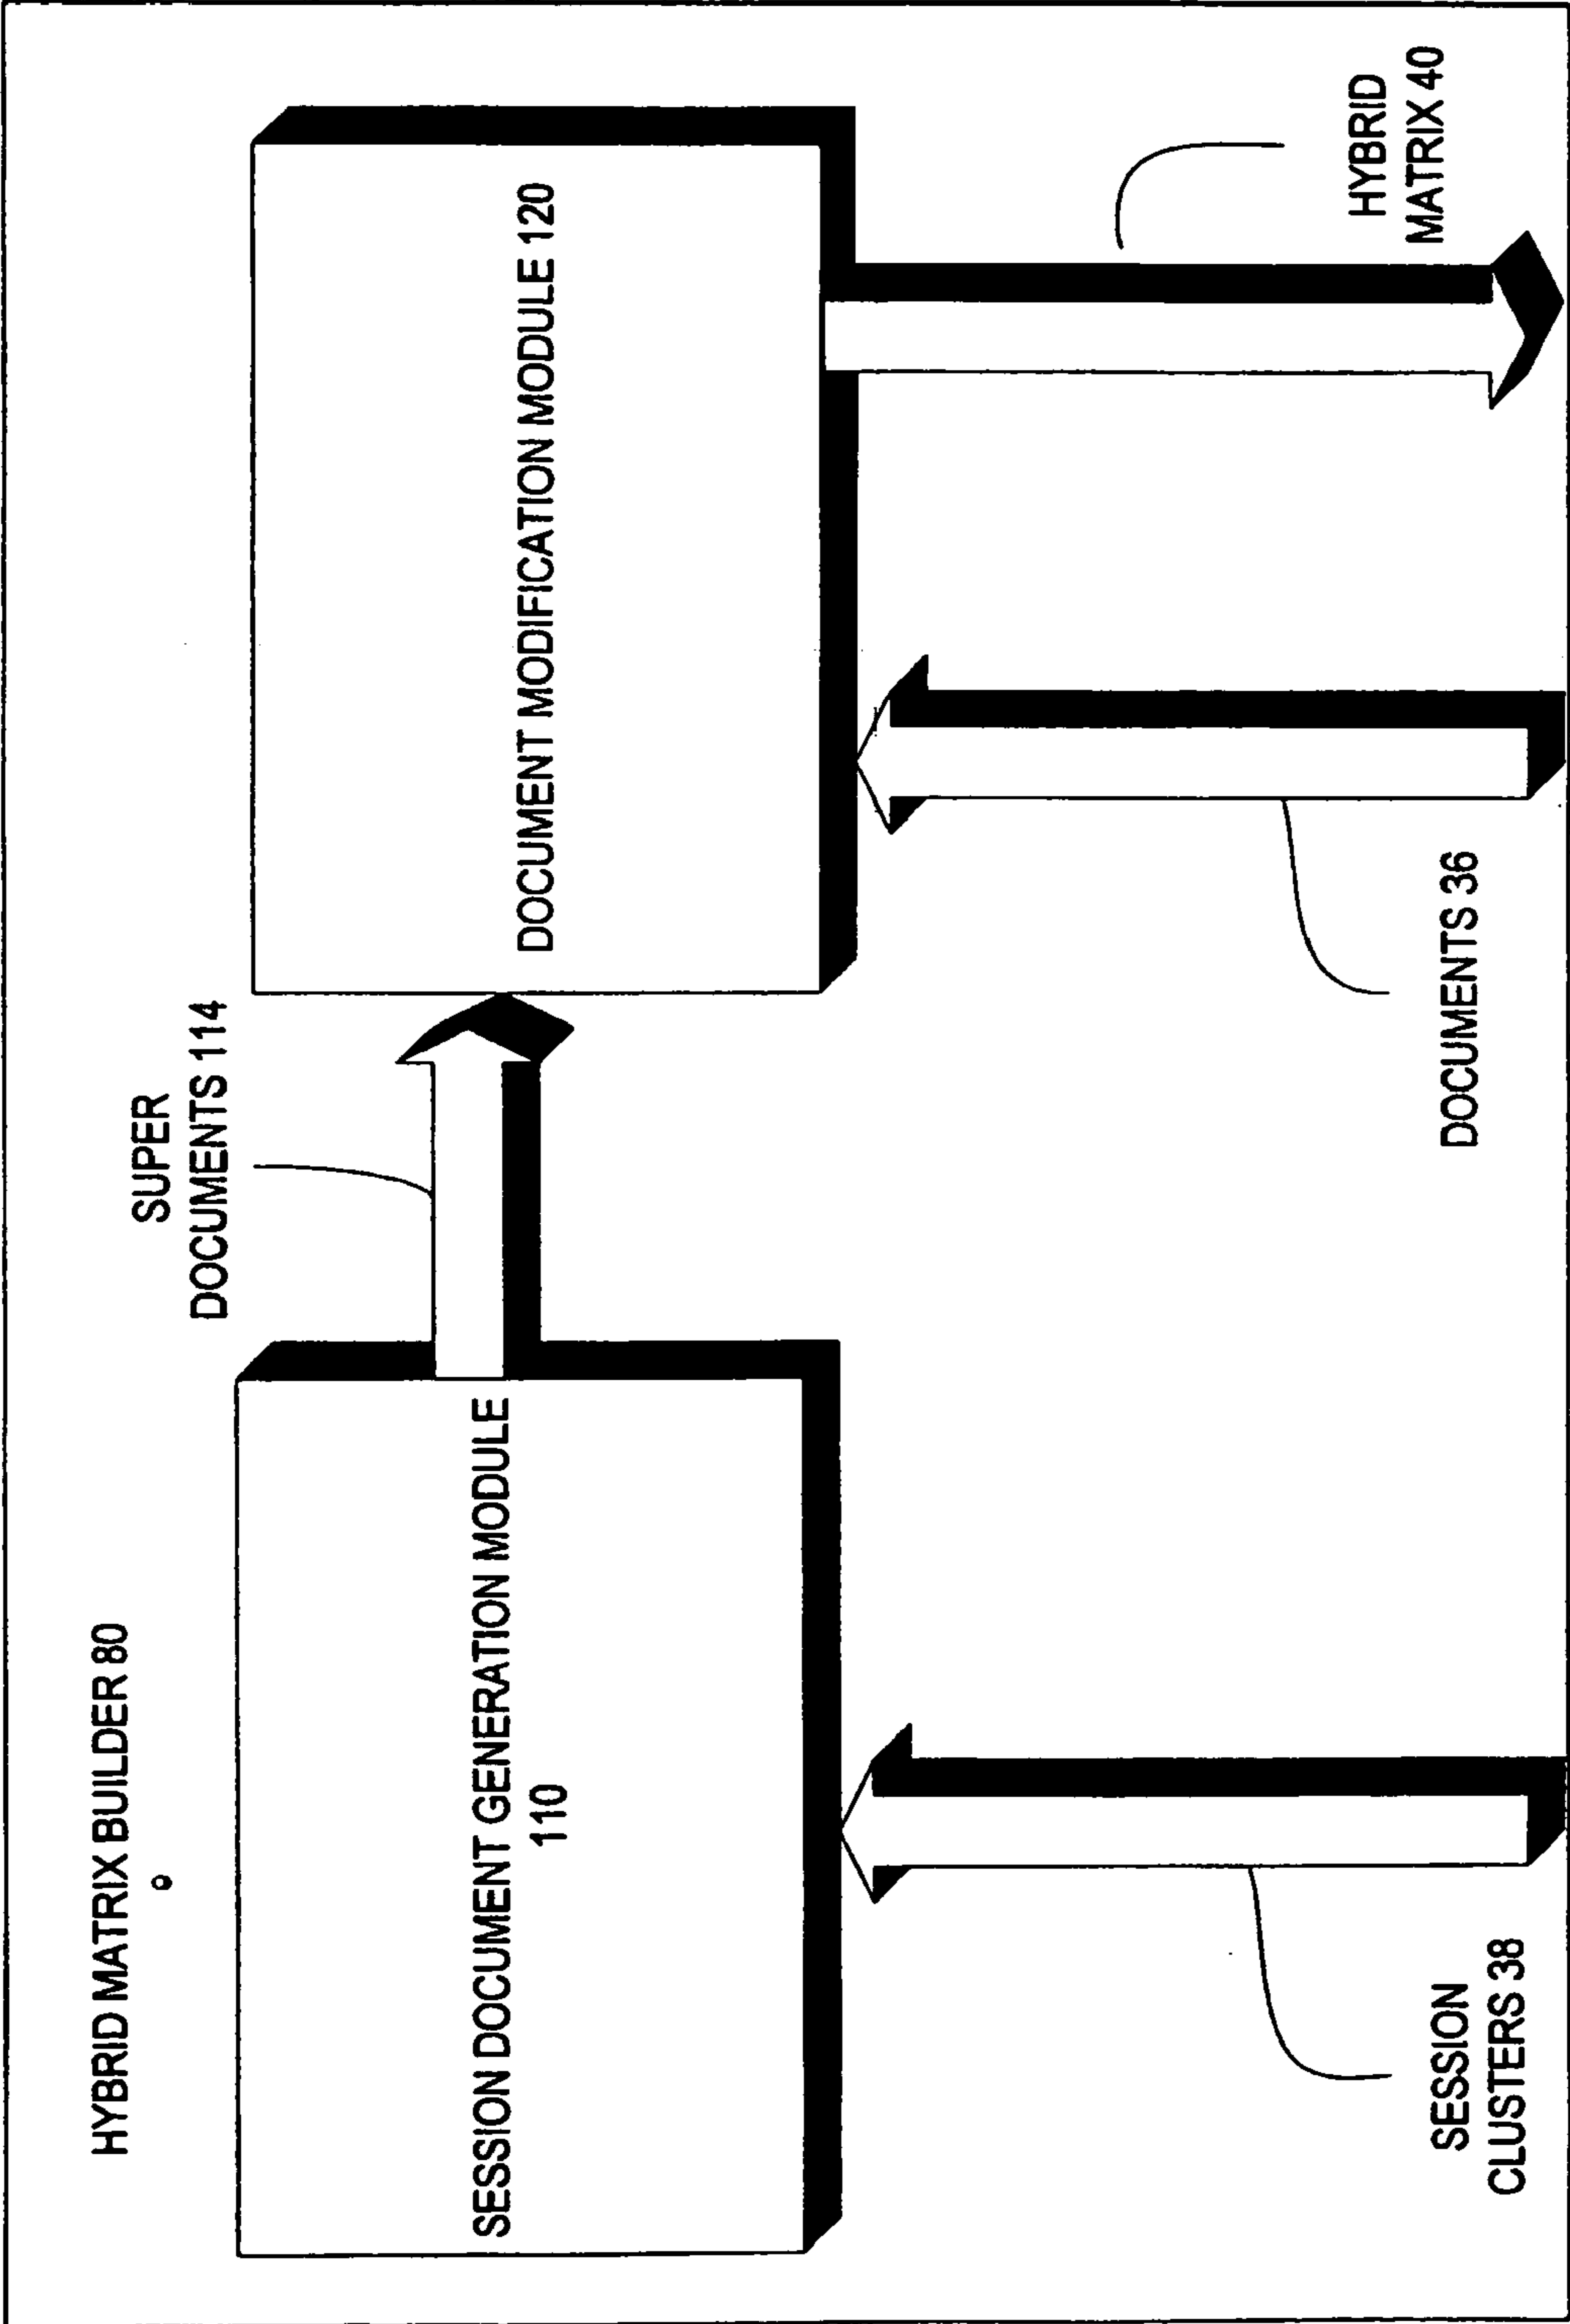 HYBRID MATRIX BUILDER 80
SUPER
DOCUMENTS 114
SESSION DOCUMENT GENERATION MODULE
110
DOCUMENT MODIFICATION MODULE 120
SESSION
CLUSTERS 38
DOCUMENTS 36
HYBRID
MATRIX 40